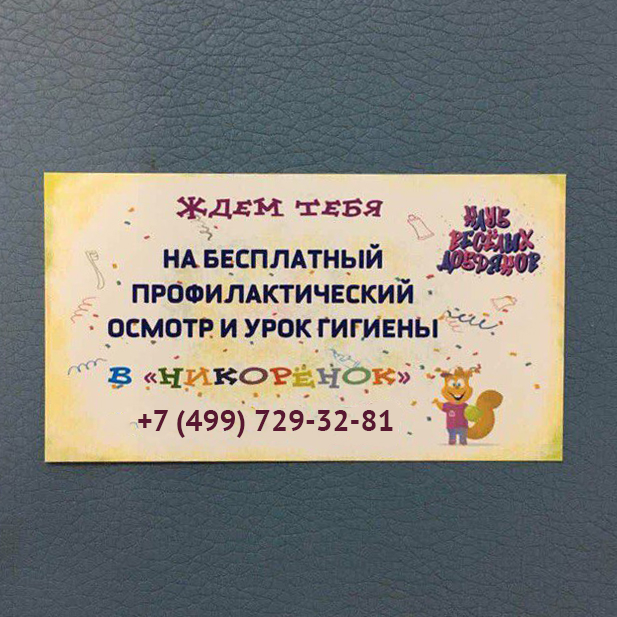 ЖДЕМ ТЕБЯ
КЛУБ
ВЕСЁЛЫХ
ДОБРЯКОВ
НА БЕСПЛАТНЫЙ
ПРОФИЛАКТИЧЕСКИЙ
ОСМОТР И УРОК ГИГИЕНЫ
В «НИКОРЁНОК»
+7 (499) 729-32-81